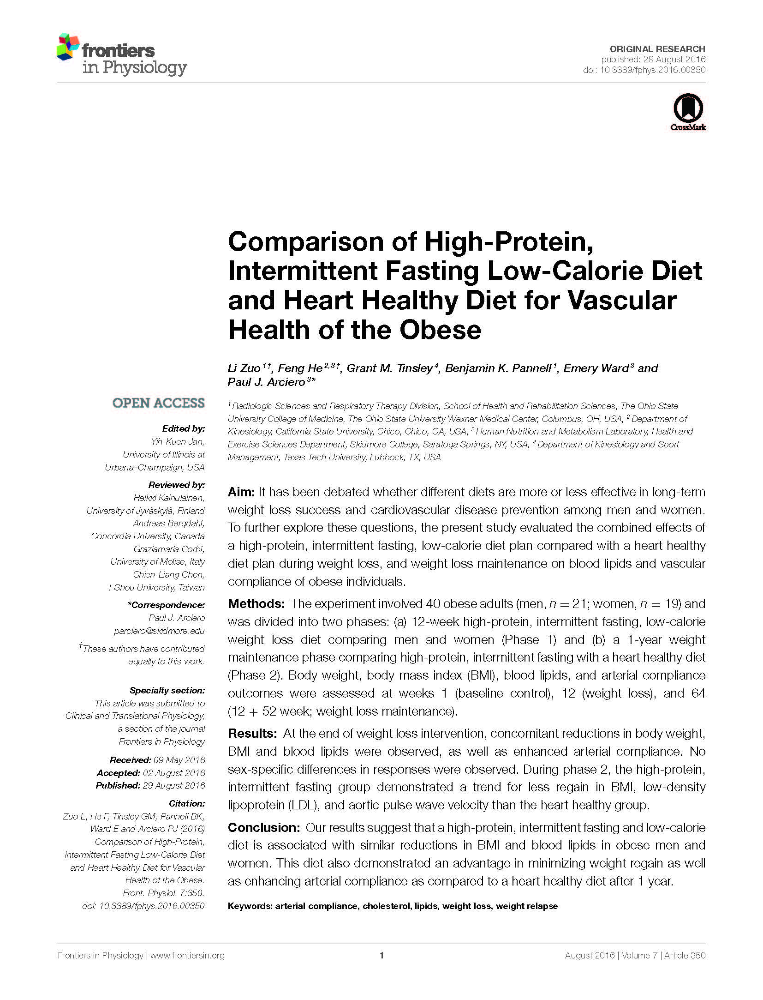 frontiers
in Physiology
ORIGINAL RESEARCH
published: 29 August 2016
doi: 10.3389/fphys.2016.00350
CrossMark
Comparison of High-Protein,
Intermittent Fasting Low-Calorie Diet
and Heart Healthy Diet for Vascular
Health of the Obese
Li Zuo 1†, Feng He 2, 3†, Grant M. Tinsley 4, Benjamin K. Pannell 1, Emery Ward 3 and
Paul J. Arciero 3*
1 Radiologic Sciences and Respiratory Therapy Division, School of Health and Rehabilitation Sciences, The Ohio State
University College of Medicine, The Ohio State University Wexner Medical Center, Columbus, OH, USA, 2 Department of
Kinesiology, California State University, Chico, Chico, CA, USA, 3 Human Nutrition and Metabolism Laboratory, Health and
Exercise Sciences Department, Skidmore College, Saratoga Springs, NY, USA, 4 Department of Kinesiology and Sport
Management, Texas Tech University, Lubbock, TX, USA
OPEN ACCESS
Edited by:
Yih-Kuen Jan,
University of Illinois at
Urbana–Champaign, USA
Reviewed by:
Heikki Kainulainen,
University of Jyväskylä, Finland
Andreas Bergdahl,
Concordia University, Canada
Graziamaria Corbi,
University of Molise, Italy
Chien-Liang Chen,
I-Shou University, Taiwan
*Correspondence:
Paul J. Arciero
parciero@skidmore.edu
†These authors have contributed
equally to this work.
Specialty section:
This article was submitted to
Clinical and Translational Physiology,
a section of the journal
Frontiers in Physiology
Received: 09 May 2016
Accepted: 02 August 2016
Published: 29 August 2016
Citation:
Zuo L, He F, Tinsley GM, Pannell BK,
Ward E and Arciero PJ (2016)
Comparison of High-Protein,
Intermittent Fasting Low-Calorie Diet
and Heart Healthy Diet for Vascular
Health of the Obese.
Front. Physiol. 7:350.
doi: 10.3389/fphys.2016.00350
Aim: It has been debated whether different diets are more or less effective in long-term
weight loss success and cardiovascular disease prevention among men and women.
To further explore these questions, the present study evaluated the combined effects of
a high-protein, intermittent fasting, low-calorie diet plan compared with a heart healthy
diet plan during weight loss, and weight loss maintenance on blood lipids and vascular
compliance of obese individuals.
Methods: The experiment involved 40 obese adults (men, n = 21; women, n = 19) and
was divided into two phases: (a) 12-week high-protein, intermittent fasting, low-calorie
weight loss diet comparing men and women (Phase 1) and (b) a 1-year weight
maintenance phase comparing high-protein, intermittent fasting with a heart healthy diet
(Phase 2). Body weight, body mass index (BMI), blood lipids, and arterial compliance
outcomes were assessed at weeks 1 (baseline control), 12 (weight loss), and 64
(12 + 52 week; weight loss maintenance).
Results: At the end of weight loss intervention, concomitant reductions in body weight,
BMI and blood lipids were observed, as well as enhanced arterial compliance. No
sex-specific differences in responses were observed. During phase 2, the high-protein,
intermittent fasting group demonstrated a trend for less regain in BMI, low-density
lipoprotein (LDL), and aortic pulse wave velocity than the heart healthy group.
Conclusion: Our results suggest that a high-protein, intermittent fasting and low-calorie
diet is associated with similar reductions in BMI and blood lipids in obese men and
women. This diet also demonstrated an advantage in minimizing weight regain as well
as enhancing arterial compliance as compared to a heart healthy diet after 1 year.
Keywords: arterial compliance, cholesterol, lipids, weight loss, weight relapse
Frontiers in Physiology | www.frontiersin.org
1
August 2016 | Volume 7 | Article 350